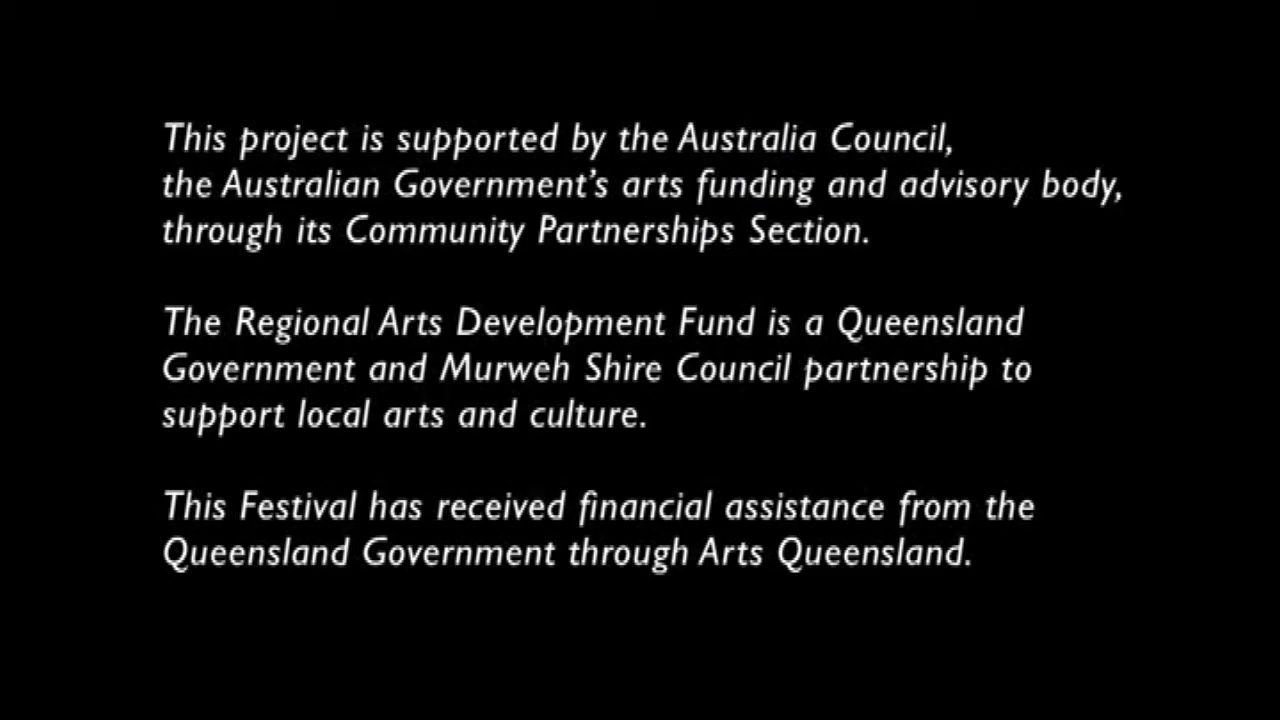 This project is supported by the Australia Council,
the Australian Government’s arts funding and advisory body,
through its Community Partnerships Section.
The Regional Arts Development Fund is a Queensland
Government and Murweh Shire Council partnership to
support local arts and culture.
This Festival has received financial assistance from the
Queensland Government through Arts Queensland.